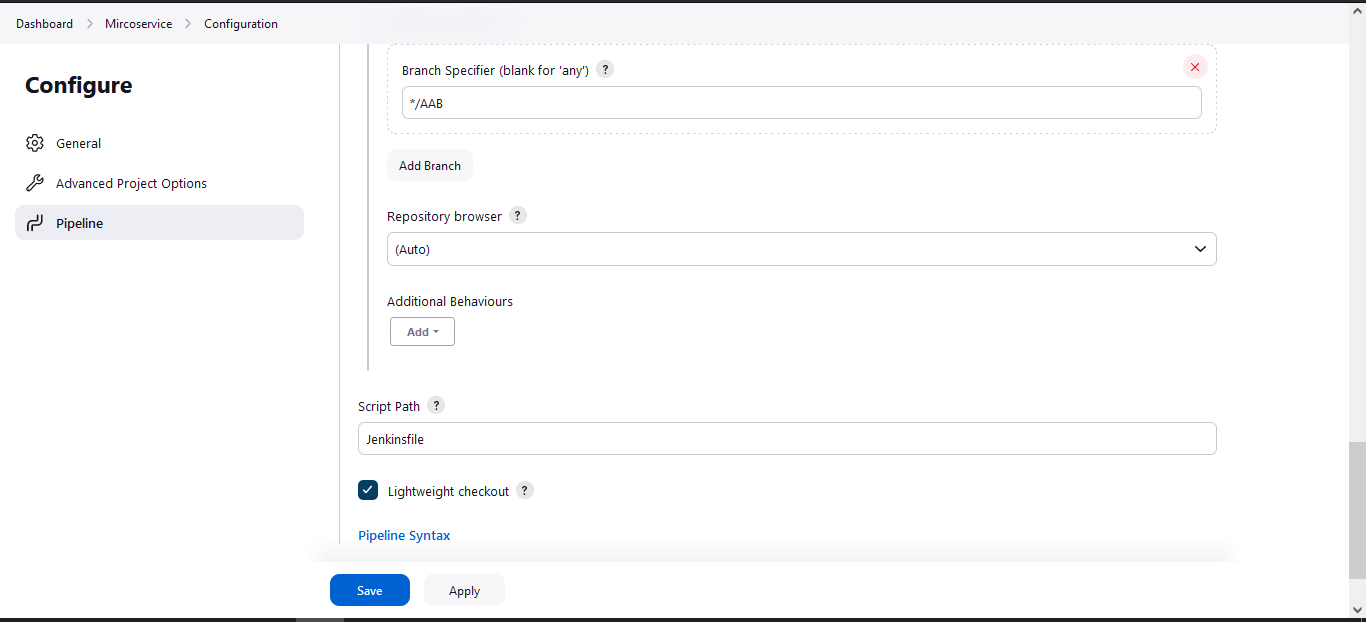 Dashboard > Mircoservice > Configuration
Configure
General
Advanced Project Options
Pipeline
Branch Specifier (blank for 'any') ?
*/AAB
Add Branch
Repository browser ?
(Auto)
Additional Behaviours
Add
Script Path ?
Jenkinsfile
Lightweight checkout ?
Pipeline Syntax
Save Apply